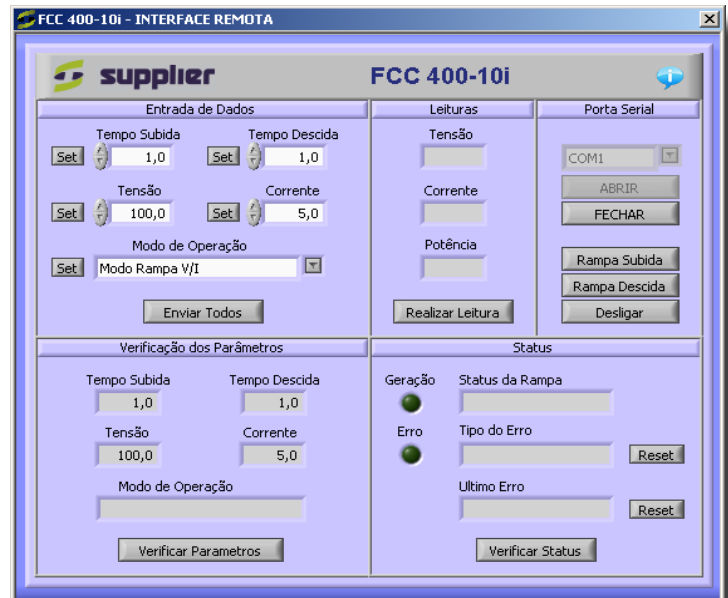 FCC 400-10i - INTERFACE REMOTA
supplier FCC 400-10i
Entrada de Dados
Tempo Subida Tempo Descida
Set 1,0 Set 1,0
Tensão Corrente
Set 100,0 Set 5,0
Modo de Operação
Set Modo Rampa V/I
Enviar Todos
Leituras
Tensão
Corrente
Potência
Realizar Leitura
Porta Serial
COM1
ABRIR
FECHAR
Rampa Subida
Rampa Descida
Desligar
Verificação dos Parâmetros
Tempo Subida Tempo Descida
1,0 1,0
Tensão Corrente
100,0 5,0
Modo de Operação
Verificar Parametros
Status
Geração Status da Rampa
Erro Tipo do Erro
Reset
Ultimo Erro
Reset
Verificar Status